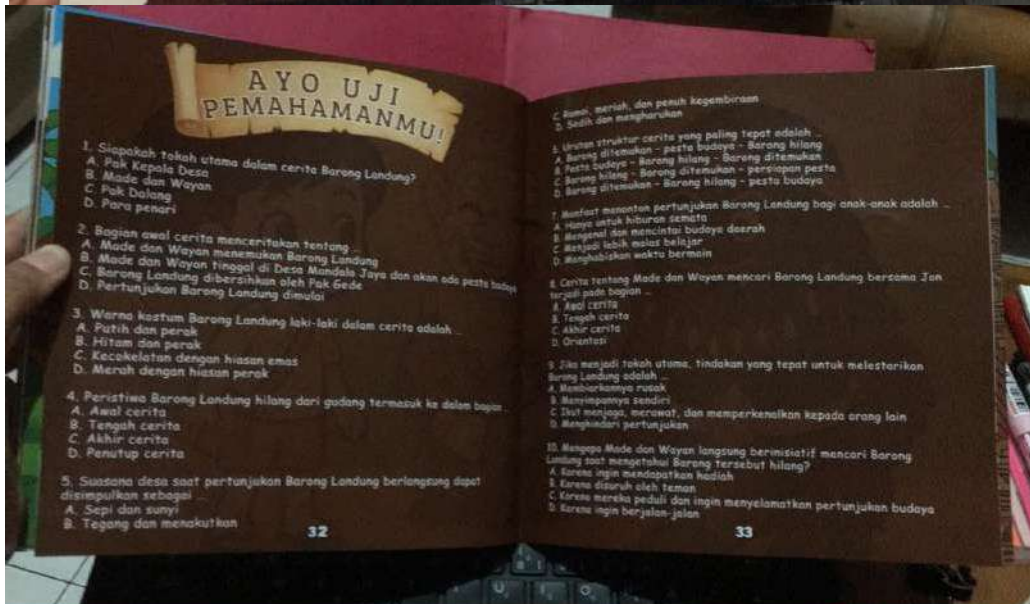 AYO UJI
PEMAHAMANMU!
1. Siapakah tokoh utama dalam cerita Barong Landung?
A. Pak Kepala Desa
B. Made dan Wayan
C. Pak Dalang
D. Para penari
2. Bagian awal cerita menceritakan tentang ...
A. Made dan Wayan menemukan Barong Landung
B. Made dan Wayan tinggal di Desa Mandala Jaya dan akan ada pesta budaya
C. Barong Landung dibersihkan oleh Pak Gede
D. Pertunjukan Barong Landung dimulai
3. Warna kostum Barong Landung laki-laki dalam cerita adalah ...
A. Putih dan perak
B. Hitam dan perak
C. Kecokelatan dengan hiasan emas
D. Merah dengan hiasan perak
4. Peristiwa Barong Landung hilang dari gudang termasuk ke dalam bagian ...
A. Awal cerita
B. Tengah cerita
C. Akhir cerita
D. Penutup cerita
5. Suasana desa saat pertunjukan Barong Landung berlangsung dapat
disimpulkan sebagai ...
A. Sepi dan sunyi
B. Tegang dan menakutkan
32
C. Ramai, meriah, dan penuh kegembiraan
D. Sedih dan mengharukan
6. Urutan struktur cerita yang paling tepat adalah ...
A. Barong ditemukan - pesta budaya - Barong hilang
B. Pesta budaya - Barong hilang - Barong ditemukan
C. Barong hilang - Barong ditemukan - persiapan pesta
D. Barong ditemukan - Barong hilang - pesta budaya
7. Manfaat menonton pertunjukan Barong Landung bagi anak-anak adalah ...
A. Hanya untuk hiburan semata
B. Mengenal dan mencintai budaya daerah
C. Menjadi lebih malas belajar
D. Menghabiskan waktu bermain
8. Cerita tentang Made dan Wayan mencari Barong Landung bersama Jan
terjadi pada bagian ...
A. Awal cerita
B. Tengah cerita
C. Akhir cerita
D. Orientasi
9. Jika menjadi tokoh utama, tindakan yang tepat untuk melestarikan
Barong Landung adalah ...
A. Membiarkannya rusak
B. Menyimpannya sendiri
C. Ikut menjaga, merawat, dan memperkenalkan kepada orang lain
D. Menghindari pertunjukan
10. Mengapa Made dan Wayan langsung berinisiatif mencari Barong
Landung saat mengetahui Barong tersebut hilang?
A. Karena ingin mendapatkan hadiah
B. Karena disuruh oleh teman
C. Karena mereka peduli dan ingin menyelamatkan pertunjukan budaya
D. Karena ingin berjalan-jalan
33